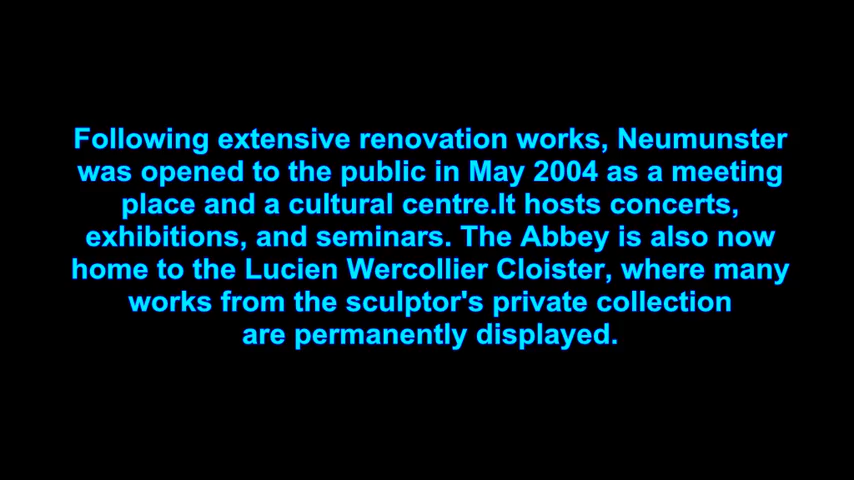 Following extensive renovation works, Neumunster
was opened to the public in May 2004 as a meeting
place and a cultural centre.It hosts concerts,
exhibitions, and seminars. The Abbey is also now
home to the Lucien Wercollier Cloister, where many
works from the sculptor's private collection
are permanently displayed.